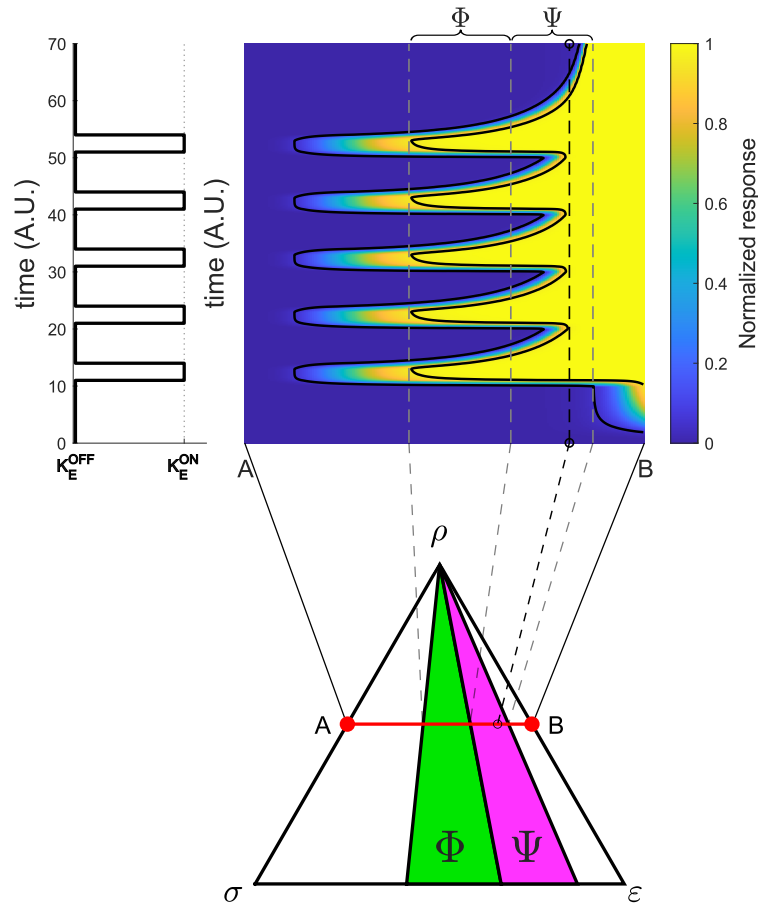 Φ Ψ
70
60
50
40
30
20
10
0
time (A.U.)
K_E^OFF K_E^ON
time (A.U.)
A B
1
0.8
0.6
0.4
0.2
0
Normalized response
ρ
A B
Φ Ψ
σ ε